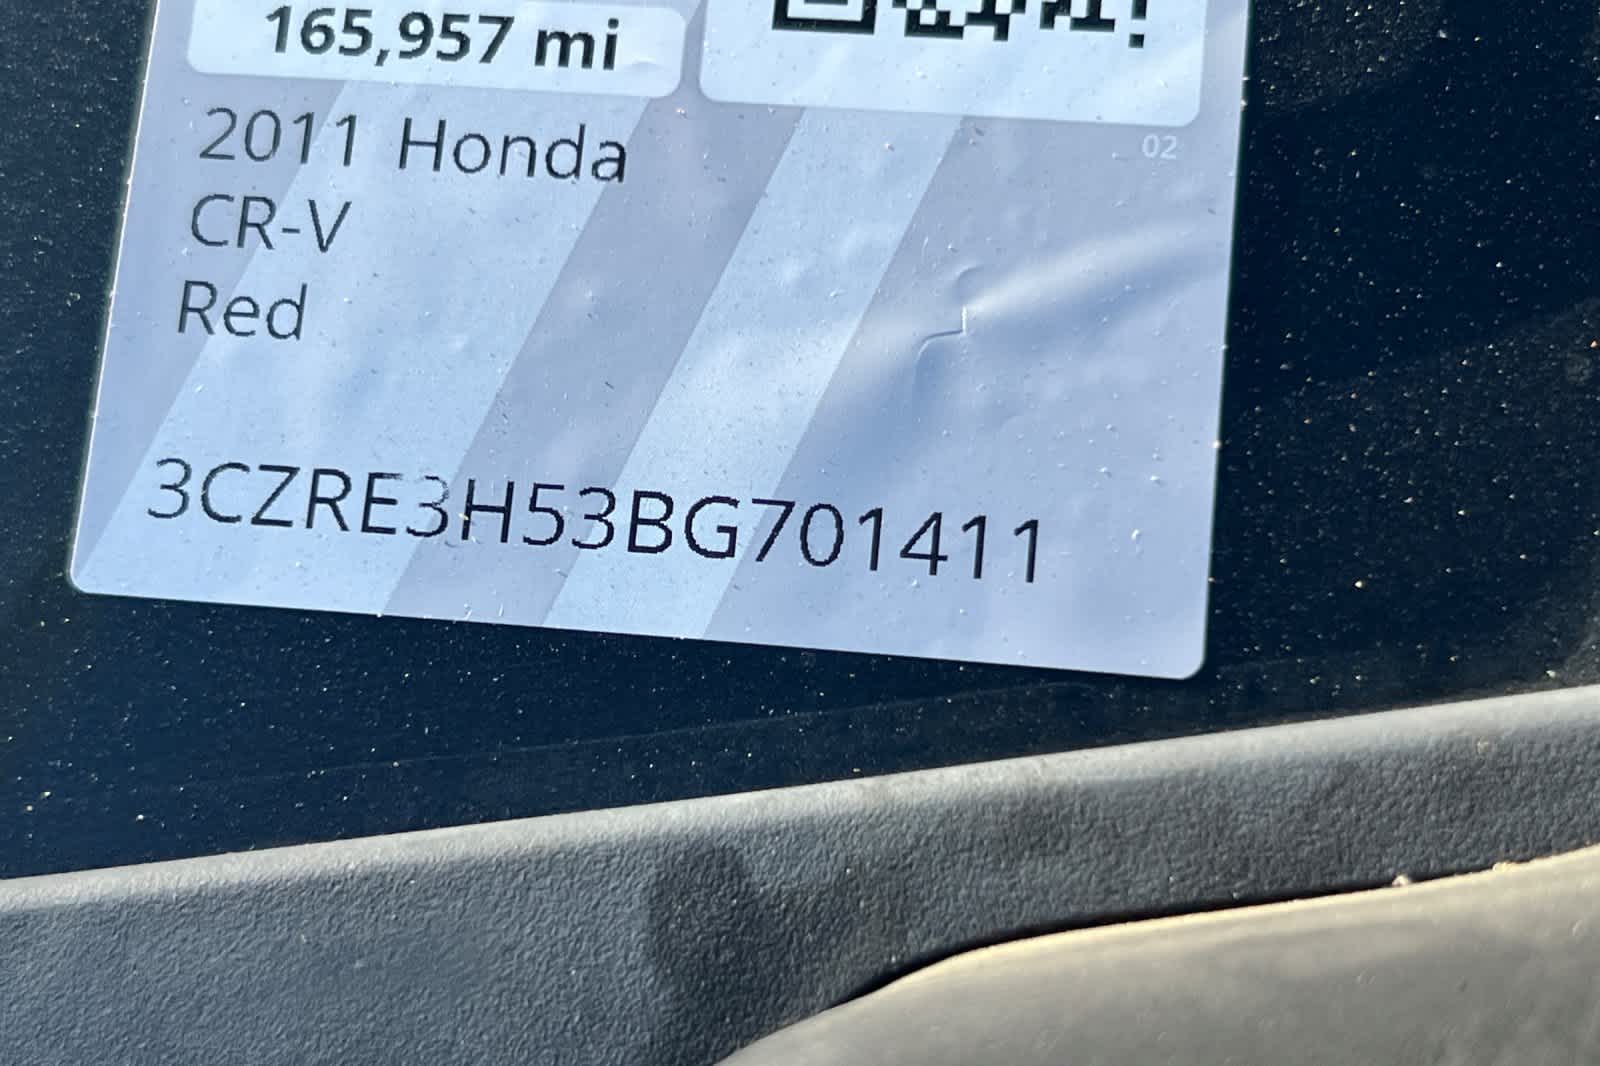 165,957 mi
02
2011 Honda
CR-V
Red
3CZRE3H53BG701411